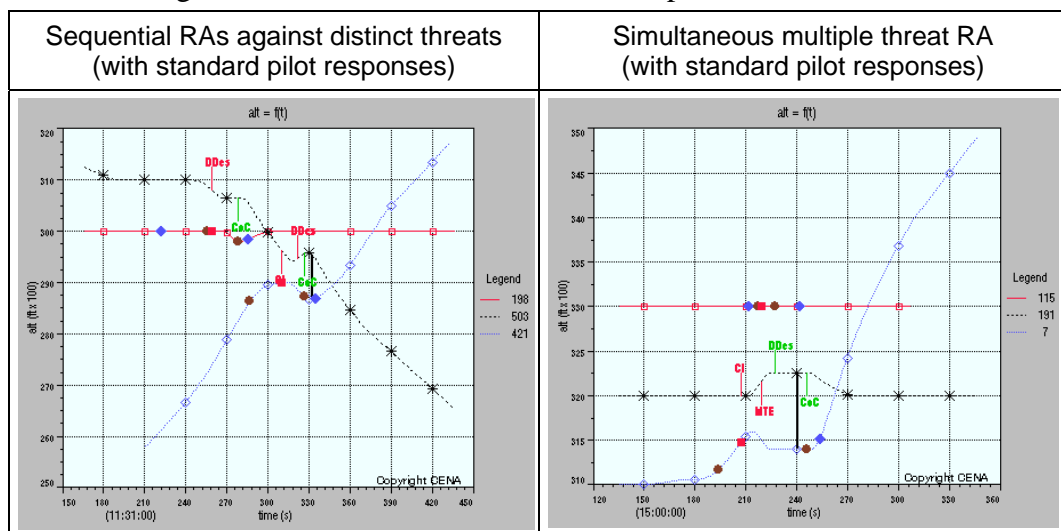 Sequential RAs against distinct threats
(with standard pilot responses)
Simultaneous multiple threat RA
(with standard pilot responses)
alt = f(t)
alt (ft x 100)
320
310
300
290
280
270
260
250
DDes
CoC
DDes
CoC
Copyright CENA
150 180 210 240 270 300 330 360 390 420 450
(11:31:00) time (s)
Legend
198
503
421
alt = f(t)
alt (ft x 100)
350
345
340
335
330
325
320
315
310
DDes
Cl
MTE
CoC
Copyright CENA
120 150 180 210 240 270 300 330 360
(15:00:00) time (s)
Legend
115
191
7